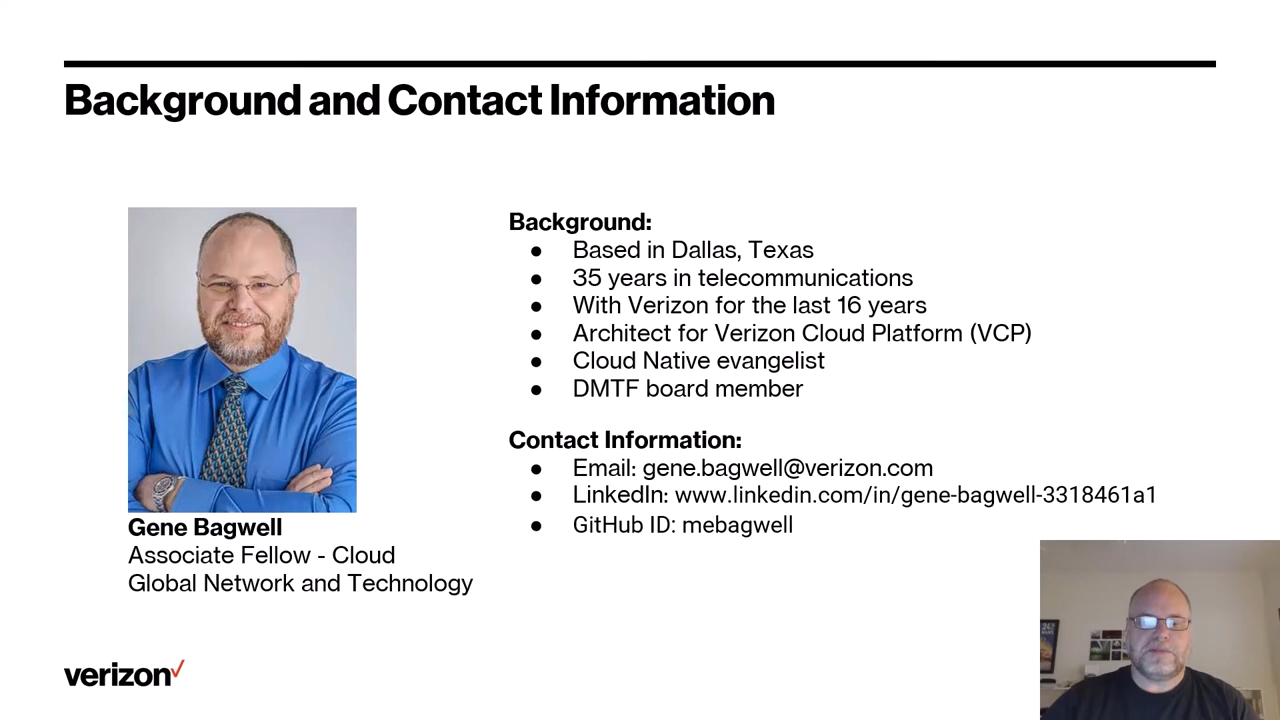 Background and Contact Information
Background:
● Based in Dallas, Texas
● 35 years in telecommunications
● With Verizon for the last 16 years
● Architect for Verizon Cloud Platform (VCP)
● Cloud Native evangelist
● DMTF board member
Contact Information:
● Email: gene.bagwell@verizon.com
● LinkedIn: www.linkedin.com/in/gene-bagwell-3318461a1
● GitHub ID: mebagwell
Gene Bagwell
Associate Fellow - Cloud
Global Network and Technology
verizon✓